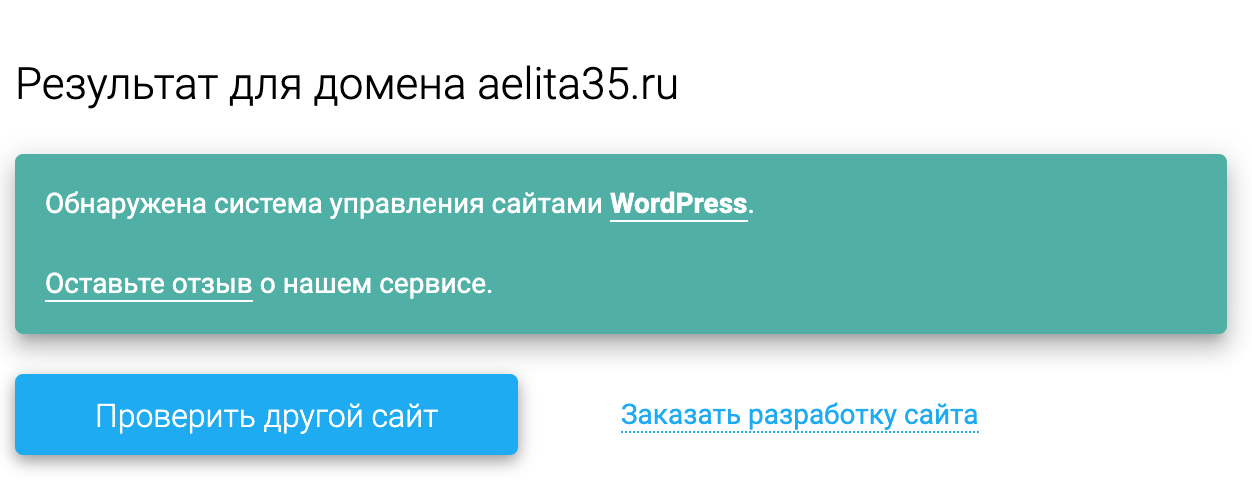 Результат для домена aelita35.ru
Обнаружена система управления сайтами WordPress.
Оставьте отзыв о нашем сервисе.
Проверить другой сайт
Заказать разработку сайта